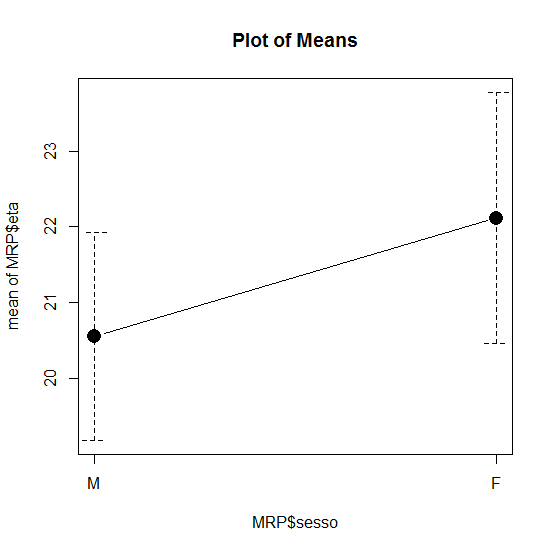 Plot of Means
mean of MRP$eta
23
22
21
20
M
F
MRP$sesso